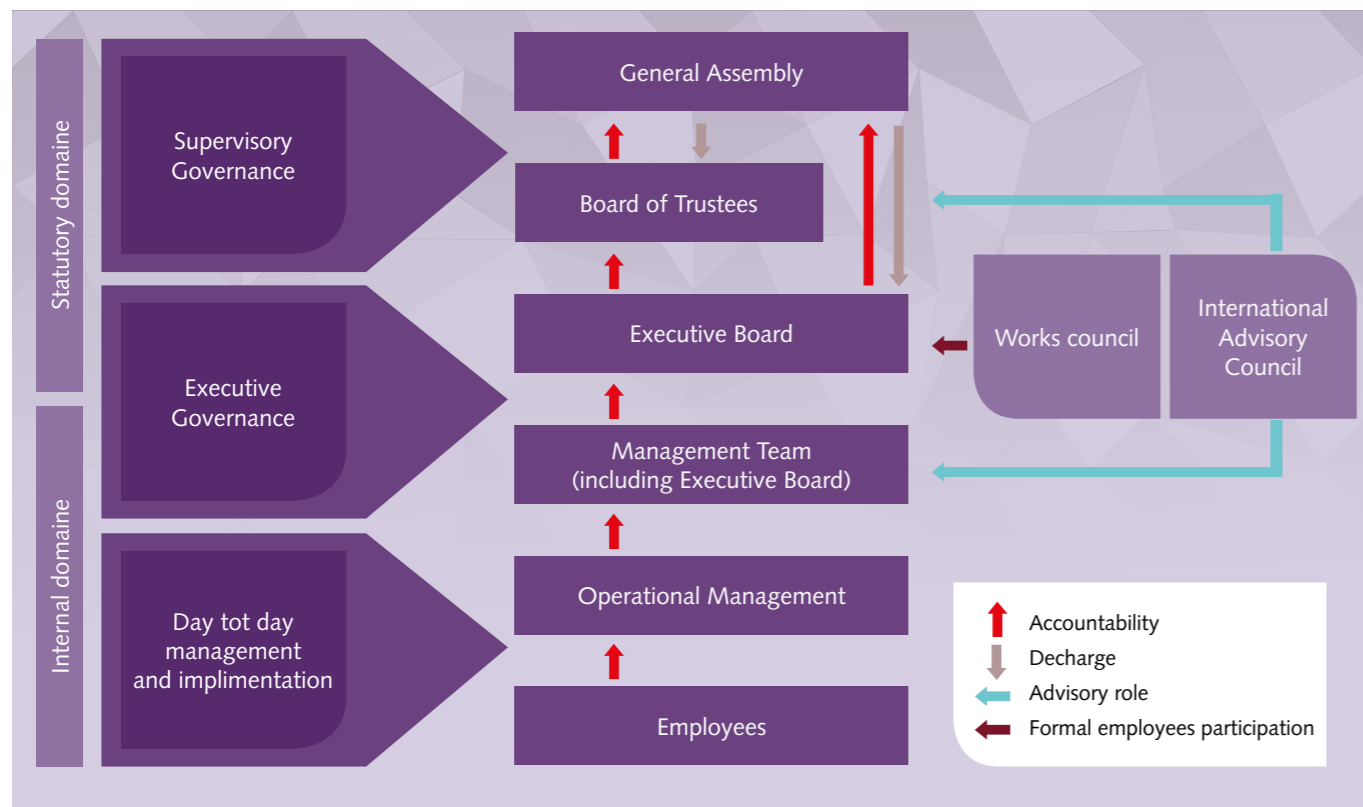 Statutory domaine
Internal domaine
Supervisory
Governance
Executive
Governance
Day tot day
management
and implimentation
General Assembly
Board of Trustees
Executive Board
Management Team
(including Executive Board)
Operational Management
Employees
Works council
International
Advisory
Council
Accountability
Decharge
Advisory role
Formal employees participation